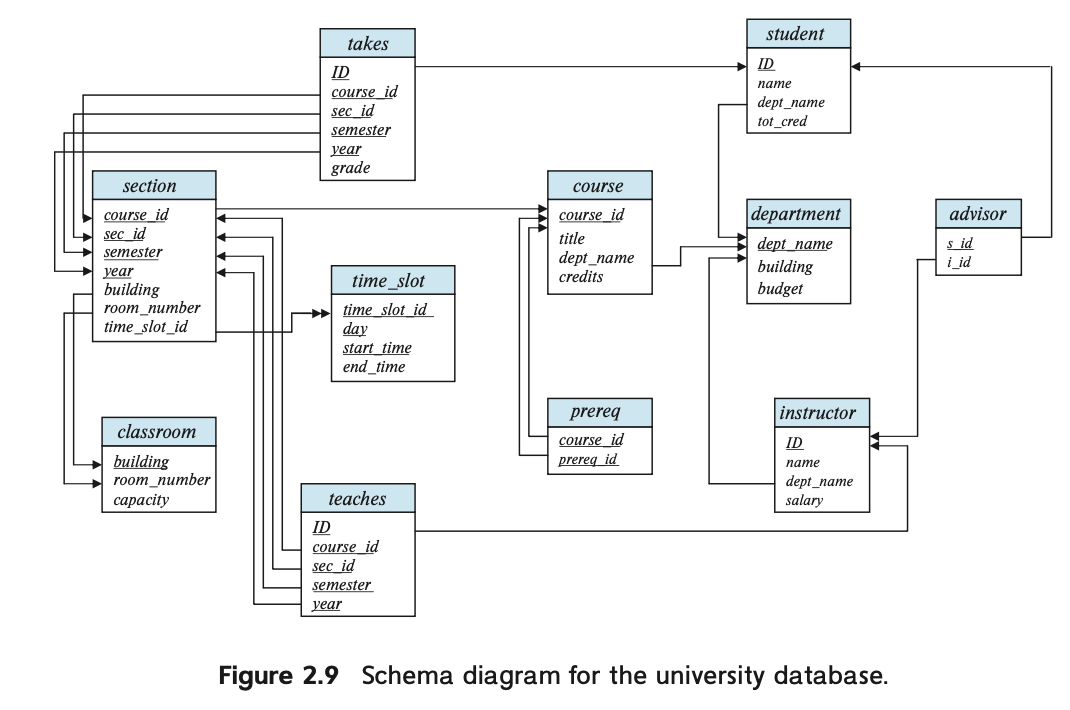 takes
ID
course_id
sec_id
semester
year
grade
student
ID
name
dept_name
tot_cred
section
course_id
sec_id
semester
year
building
room_number
time_slot_id
course
course_id
title
dept_name
credits
department
dept_name
building
budget
advisor
s_id
i_id
time_slot
time_slot_id
day
start_time
end_time
prereq
course_id
prereq_id
instructor
ID
name
dept_name
salary
classroom
building
room_number
capacity
teaches
ID
course_id
sec_id
semester
year
Figure 2.9 Schema diagram for the university database.